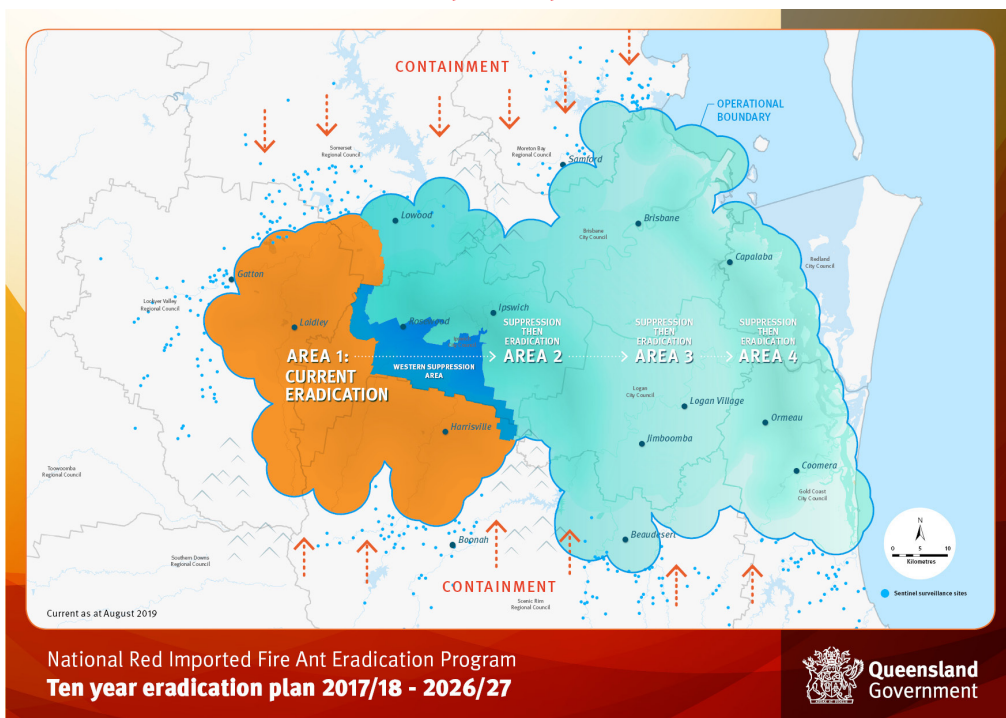 CONTAINMENT
OPERATIONAL
BOUNDARY
Somerset
Regional Council
Moreton Bay
Regional Council
Samford
Lowood
Brisbane
Brisbane
City Council
Capalaba
Redland
City Council
Gatton
Lockyer Valley
Regional Council
Laidley
Rosewood
Ipswich
SUPPRESSION
THEN
ERADICATION
AREA 2
SUPPRESSION
THEN
ERADICATION
AREA 3
SUPPRESSION
THEN
ERADICATION
AREA 4
AREA 1:
CURRENT
ERADICATION
WESTERN SUPPRESSION
AREA
Logan
City Council
Logan Village
Ormeau
Harrisville
Jimboomba
Coomera
Gold Coast
City Council
Toowoomba
Regional Council
Southern Downs
Regional Council
Boonah
Beaudesert
CONTAINMENT
Scenic Rim
Regional Council
N
0 5 10
Kilometres
Sentinel surveillance sites
Current as at August 2019
National Red Imported Fire Ant Eradication Program
Ten year eradication plan 2017/18 - 2026/27
Queensland
Government